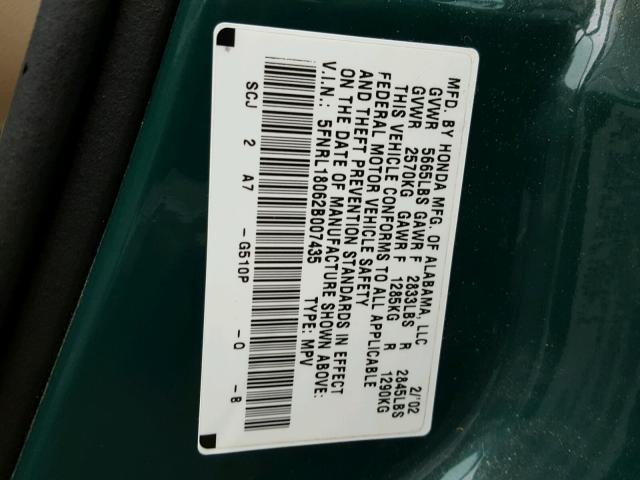 MFD. BY HONDA MFG. OF ALABAMA, LLC 2/'02
GVWR 5665LBS GAWR F 2833LBS R 2845LBS
GVWR 2570KG GAWR F 1285KG R 1290KG
THIS VEHICLE CONFORMS TO ALL APPLICABLE
FEDERAL MOTOR VEHICLE SAFETY
AND THEFT PREVENTION STANDARDS IN EFFECT
ON THE DATE OF MANUFACTURE SHOWN ABOVE:
V.I.N.: 5FNRL18062B007435 TYPE: MPV
SCJ 2 A7 -G510P -Q -B